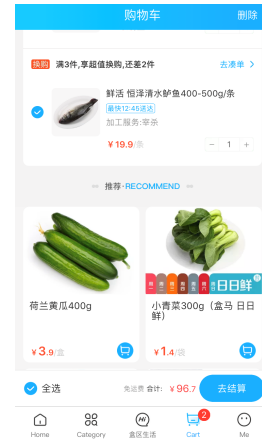 购物车 删除
换购 满3件,享超值换购,还差2件 去凑单 >
鲜活 恒泽清水鲈鱼400-500g/条
最快12:45送达
加工服务:宰杀
¥19.9/条 - 1 +
推荐·RECOMMEND
荷兰黄瓜400g
¥3.9/盒
日日鲜
小青菜300g（盒马 日日
鲜）
¥1.4/袋
全选 免运费 合计: ¥96.7 去结算
2
Home Category 盒区生活 Cart Me